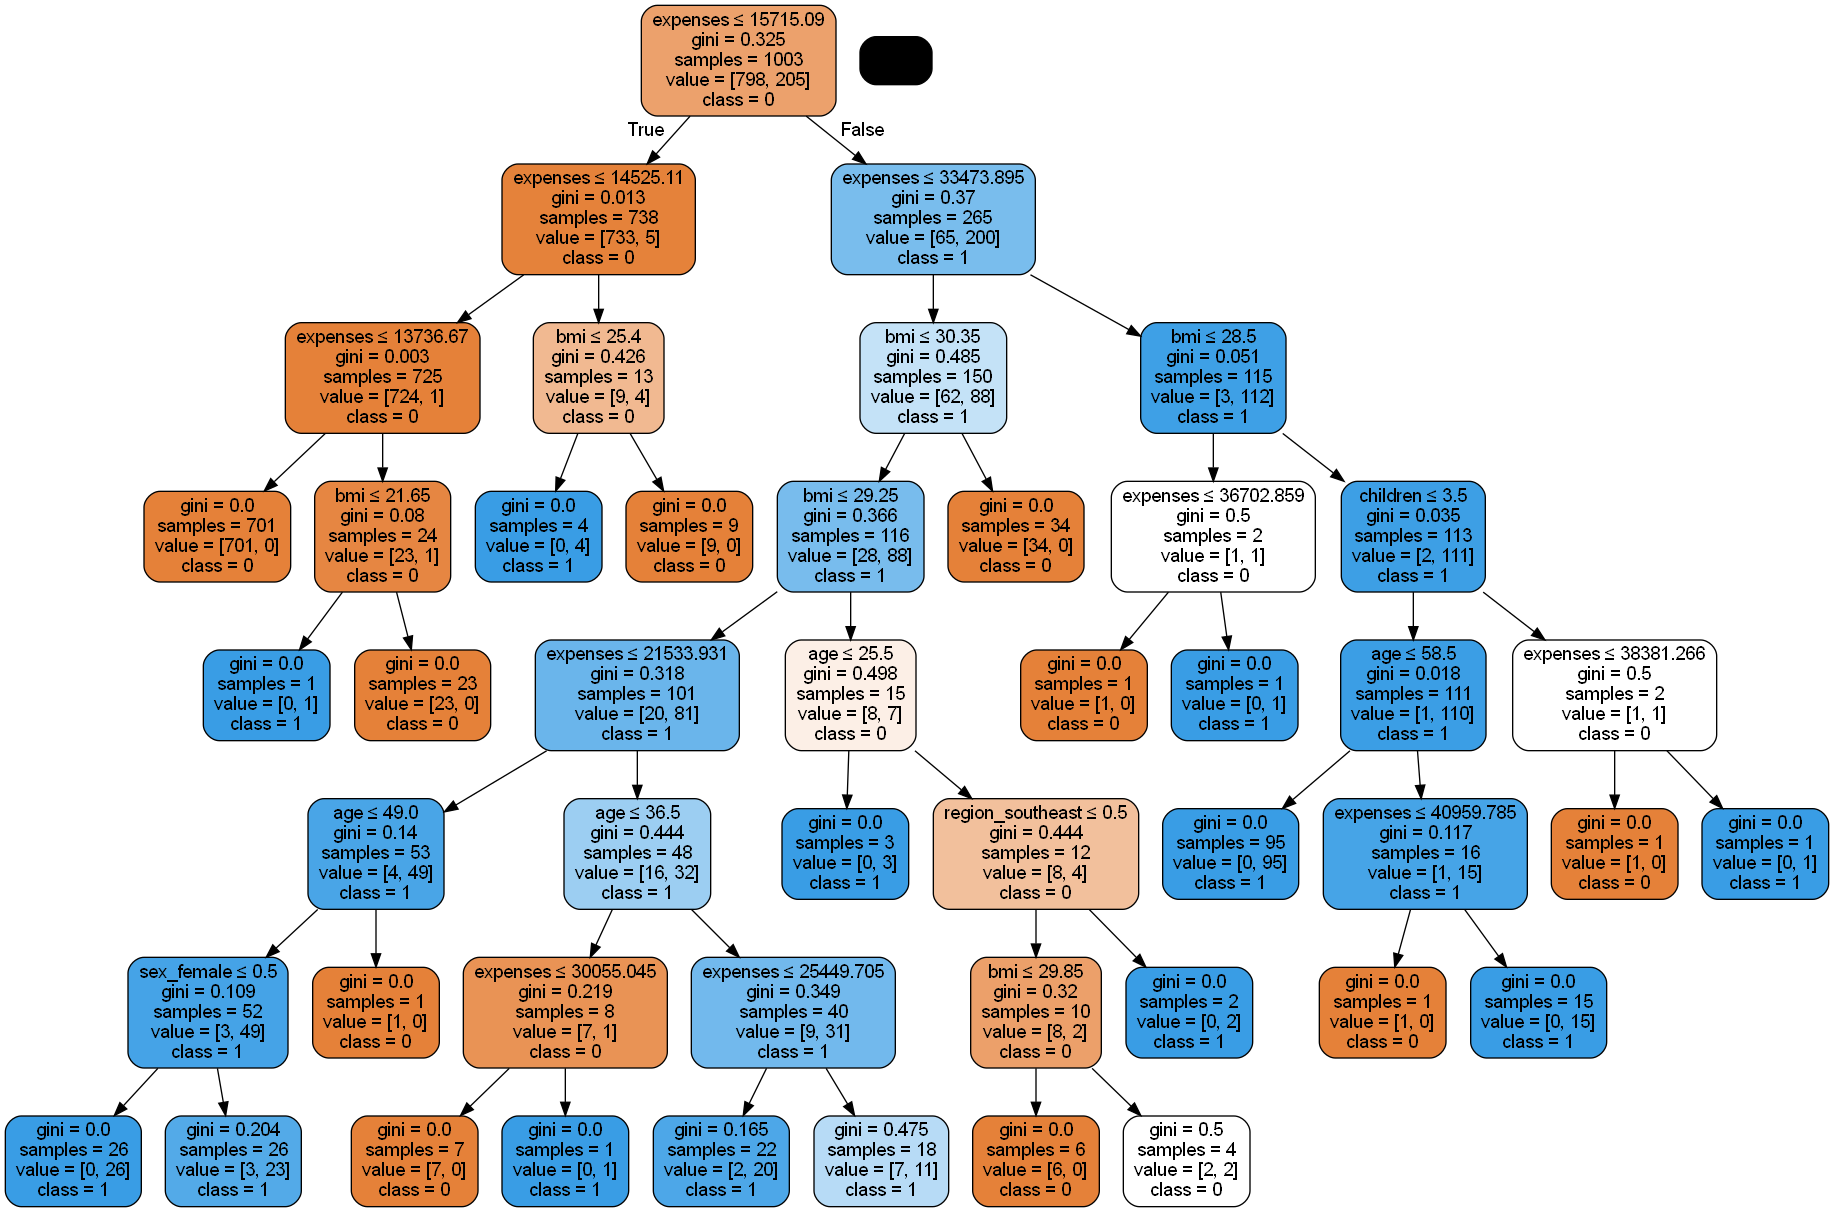 expenses ≤ 15715.09
gini = 0.325
samples = 1003
value = [798, 205]
class = 0
True
False
expenses ≤ 14525.11
gini = 0.013
samples = 738
value = [733, 5]
class = 0
expenses ≤ 33473.895
gini = 0.37
samples = 265
value = [65, 200]
class = 1
expenses ≤ 13736.67
gini = 0.003
samples = 725
value = [724, 1]
class = 0
bmi ≤ 25.4
gini = 0.426
samples = 13
value = [9, 4]
class = 0
bmi ≤ 30.35
gini = 0.485
samples = 150
value = [62, 88]
class = 1
bmi ≤ 28.5
gini = 0.051
samples = 115
value = [3, 112]
class = 1
gini = 0.0
samples = 701
value = [701, 0]
class = 0
bmi ≤ 21.65
gini = 0.08
samples = 24
value = [23, 1]
class = 0
gini = 0.0
samples = 4
value = [0, 4]
class = 1
gini = 0.0
samples = 9
value = [9, 0]
class = 0
bmi ≤ 29.25
gini = 0.366
samples = 116
value = [28, 88]
class = 1
gini = 0.0
samples = 34
value = [34, 0]
class = 0
expenses ≤ 36702.859
gini = 0.5
samples = 2
value = [1, 1]
class = 0
children ≤ 3.5
gini = 0.035
samples = 113
value = [2, 111]
class = 1
gini = 0.0
samples = 1
value = [0, 1]
class = 1
gini = 0.0
samples = 23
value = [23, 0]
class = 0
expenses ≤ 21533.931
gini = 0.318
samples = 101
value = [20, 81]
class = 1
age ≤ 25.5
gini = 0.498
samples = 15
value = [8, 7]
class = 0
gini = 0.0
samples = 1
value = [1, 0]
class = 0
gini = 0.0
samples = 1
value = [0, 1]
class = 1
age ≤ 58.5
gini = 0.018
samples = 111
value = [1, 110]
class = 1
expenses ≤ 38381.266
gini = 0.5
samples = 2
value = [1, 1]
class = 0
age ≤ 49.0
gini = 0.14
samples = 53
value = [4, 49]
class = 1
age ≤ 36.5
gini = 0.444
samples = 48
value = [16, 32]
class = 1
gini = 0.0
samples = 3
value = [0, 3]
class = 1
region_southeast ≤ 0.5
gini = 0.444
samples = 12
value = [8, 4]
class = 0
gini = 0.0
samples = 95
value = [0, 95]
class = 1
expenses ≤ 40959.785
gini = 0.117
samples = 16
value = [1, 15]
class = 1
gini = 0.0
samples = 1
value = [1, 0]
class = 0
gini = 0.0
samples = 1
value = [0, 1]
class = 1
sex_female ≤ 0.5
gini = 0.109
samples = 52
value = [3, 49]
class = 1
gini = 0.0
samples = 1
value = [1, 0]
class = 0
expenses ≤ 30055.045
gini = 0.219
samples = 8
value = [7, 1]
class = 0
expenses ≤ 25449.705
gini = 0.349
samples = 40
value = [9, 31]
class = 1
bmi ≤ 29.85
gini = 0.32
samples = 10
value = [8, 2]
class = 0
gini = 0.0
samples = 2
value = [0, 2]
class = 1
gini = 0.0
samples = 1
value = [1, 0]
class = 0
gini = 0.0
samples = 15
value = [0, 15]
class = 1
gini = 0.0
samples = 26
value = [0, 26]
class = 1
gini = 0.204
samples = 26
value = [3, 23]
class = 1
gini = 0.0
samples = 7
value = [7, 0]
class = 0
gini = 0.0
samples = 1
value = [0, 1]
class = 1
gini = 0.165
samples = 22
value = [2, 20]
class = 1
gini = 0.475
samples = 18
value = [7, 11]
class = 1
gini = 0.0
samples = 6
value = [6, 0]
class = 0
gini = 0.5
samples = 4
value = [2, 2]
class = 0